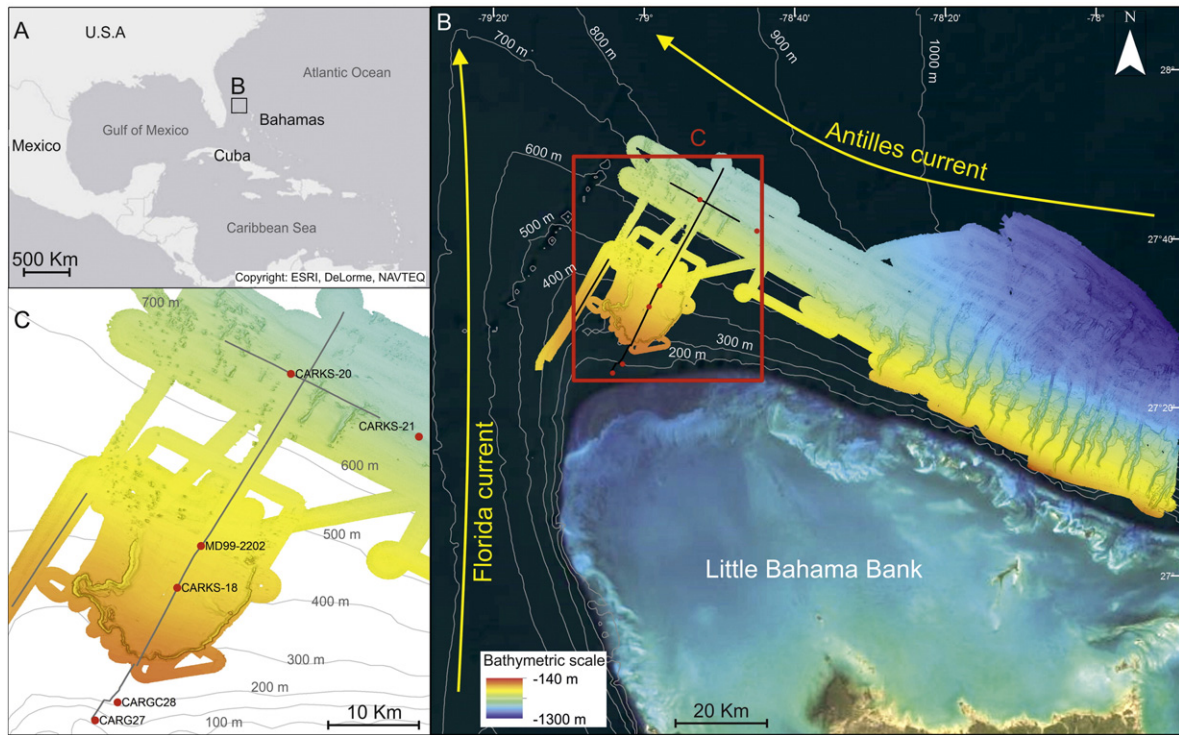 A
U.S.A
Atlantic Ocean
B
Gulf of Mexico
Bahamas
Mexico
Cuba
Caribbean Sea
500 Km
Copyright: ESRI, DeLorme, NAVTEQ
C
700 m
CARKS-20
CARKS-21
600 m
MD99-2202
500 m
CARKS-18
400 m
300 m
200 m
CARGC28
CARG27
100 m
10 Km
B
-79°20'
-79°
-78°40'
-78°20'
-78°
N
700 m
800 m
900 m
1000 m
28°
Antilles current
C
600 m
500 m
400 m
27°40'
300 m
200 m
27°20'
Florida current
Little Bahama Bank
27°
Bathymetric scale
-140 m
-1300 m
20 Km